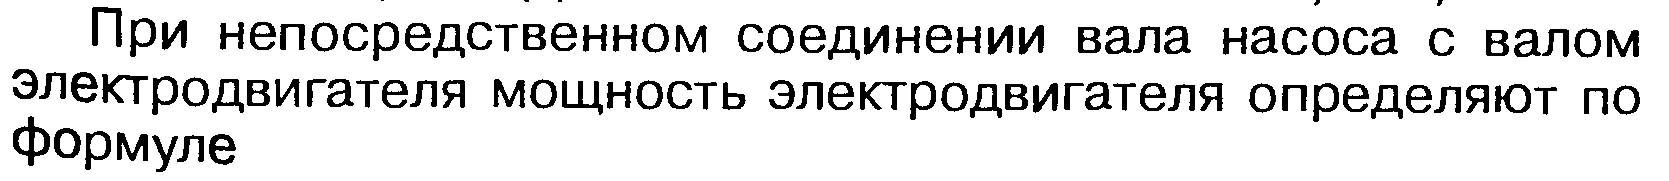 При непосредственном соединении вала насоса с валом
электродвигателя мощность электродвигателя определяют по
формуле